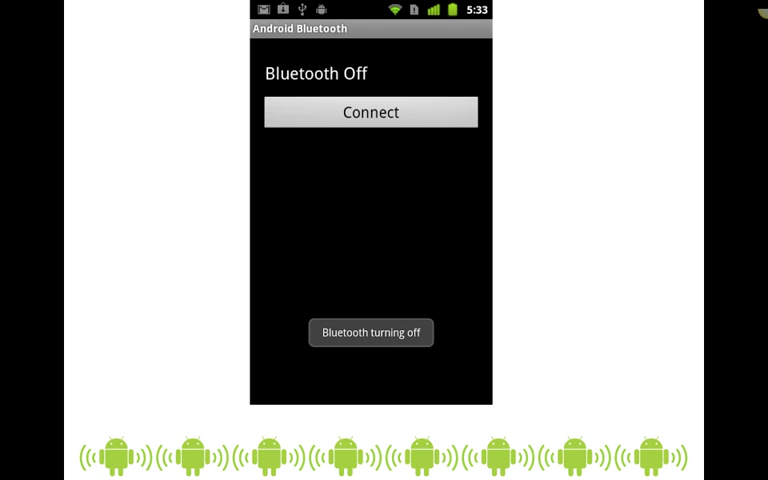 5:33
Android Bluetooth
Bluetooth Off
Connect
Bluetooth turning off